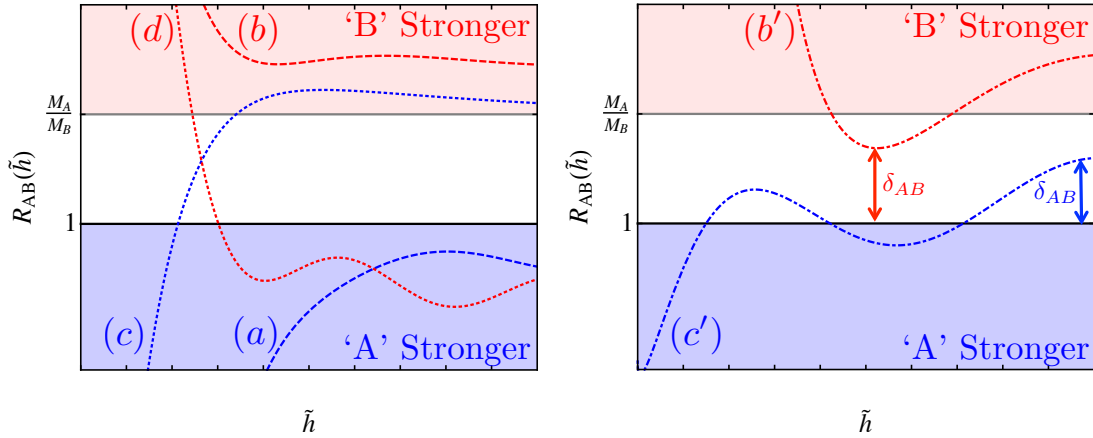 (d) (b) 'B' Stronger
M_A/M_B
R_AB(h̃)
1
(c) (a) 'A' Stronger
h̃
(b′) 'B' Stronger
M_A/M_B
R_AB(h̃)
δ_AB
δ_AB
1
(c′) 'A' Stronger
h̃